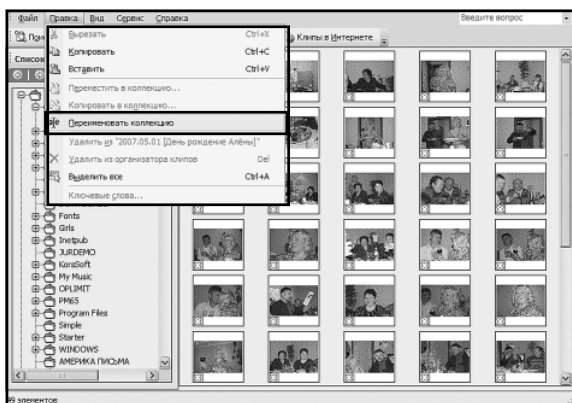 Файл Правка Вид Сервис Справка
Введите вопрос
Клипы в Интернете
Список
Вырезать Ctrl+X
Копировать Ctrl+C
Вставить Ctrl+V
Переместить в коллекцию...
Копировать в коллекцию...
Переименовать коллекцию
Удалить из "2007.05.01 [День рождение Алёны]"
Удалить из организатора клипов Del
Выделить все Ctrl+A
Ключевые слова...
Fonts
Girls
Inetpub
JURDEMO
KoraSoft
My Music
OPLIMIT
PM65
Program Files
Simple
Starter
WINDOWS
АМЕРИКА ПИСЬМА
элементов